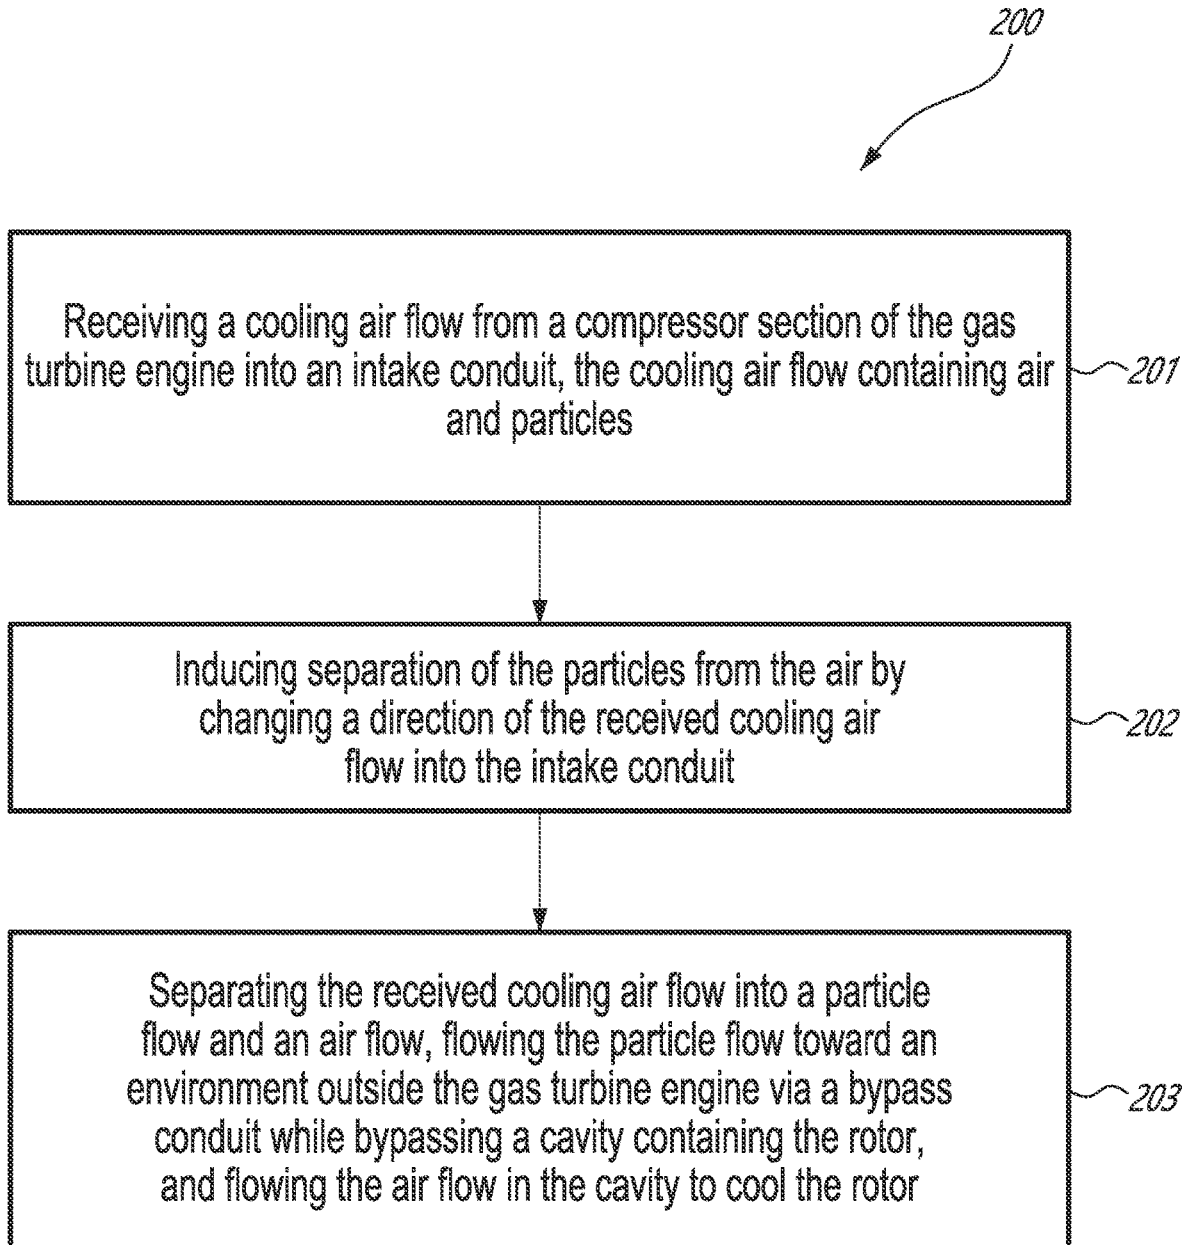 200
Receiving a cooling air flow from a compressor section of the gas
turbine engine into an intake conduit, the cooling air flow containing air
and particles
201
Inducing separation of the particles from the air by
changing a direction of the received cooling air
flow into the intake conduit
202
Separating the received cooling air flow into a particle
flow and an air flow, flowing the particle flow toward an
environment outside the gas turbine engine via a bypass
conduit while bypassing a cavity containing the rotor,
and flowing the air flow in the cavity to cool the rotor
203